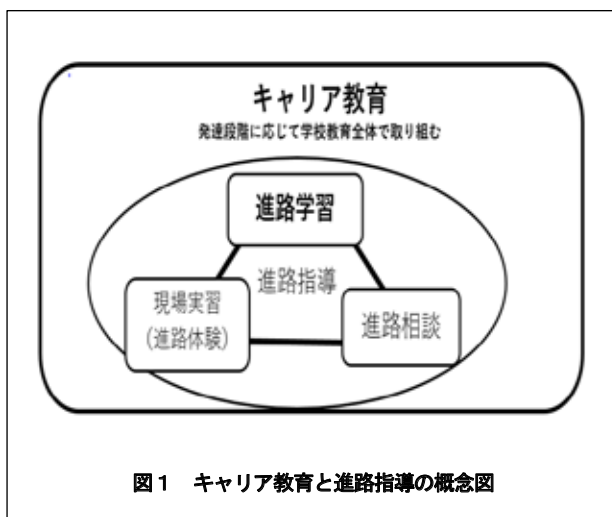 キャリア教育
発達段階に応じて学校教育全体で取り組む
進路学習
進路指導
現場実習
(進路体験)
進路相談
図1 キャリア教育と進路指導の概念図